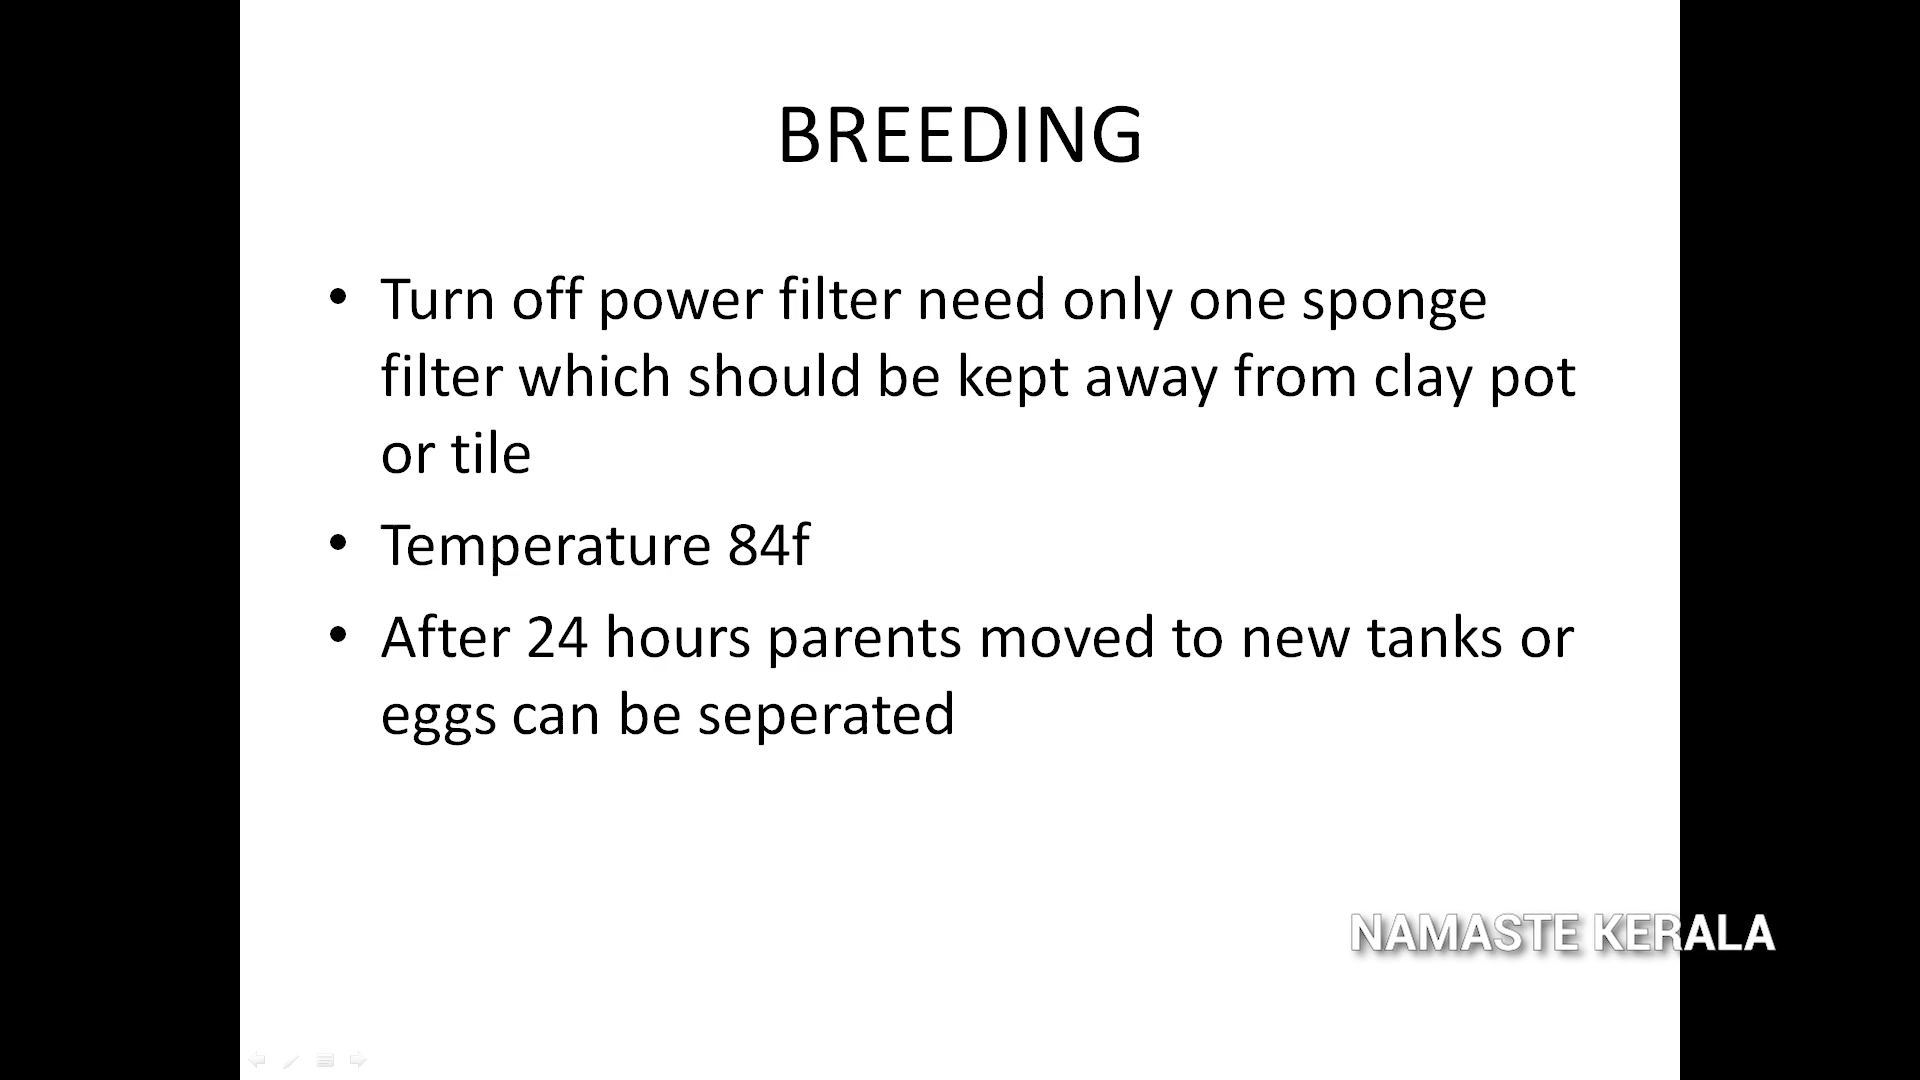 BREEDING
• Turn off power filter need only one sponge
filter which should be kept away from clay pot
or tile
• Temperature 84f
• After 24 hours parents moved to new tanks or
eggs can be seperated
NAMASTE KERALA